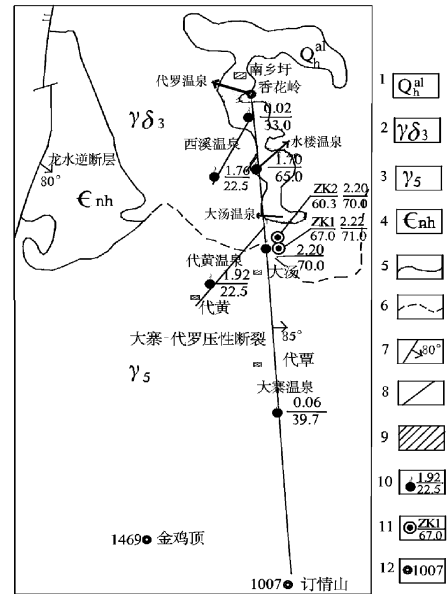 Q al h
南乡圩
代罗温泉
香花岭
γδ3
0.02
33.0
西溪温泉
水楼温泉
龙水逆断层
80°
1.76
22.5
1.70
65.0
ZK2 2.20
60.3 70.0
Єnh
大汤温泉
ZK1 2.22
67.0 71.0
2.20
70.0
代黄温泉
大汤
1.92
22.5
代黄
大寨-代罗压性断裂
85°
代覃
γ5
大寨温泉
0.06
39.7
1469 金鸡顶
1007 订情山
1 Q al h
2 γδ3
3 γ5
4 Єnh
5
6
7 80°
8
9
10 1.92
22.5
11 ZK1
67.0
12 1007